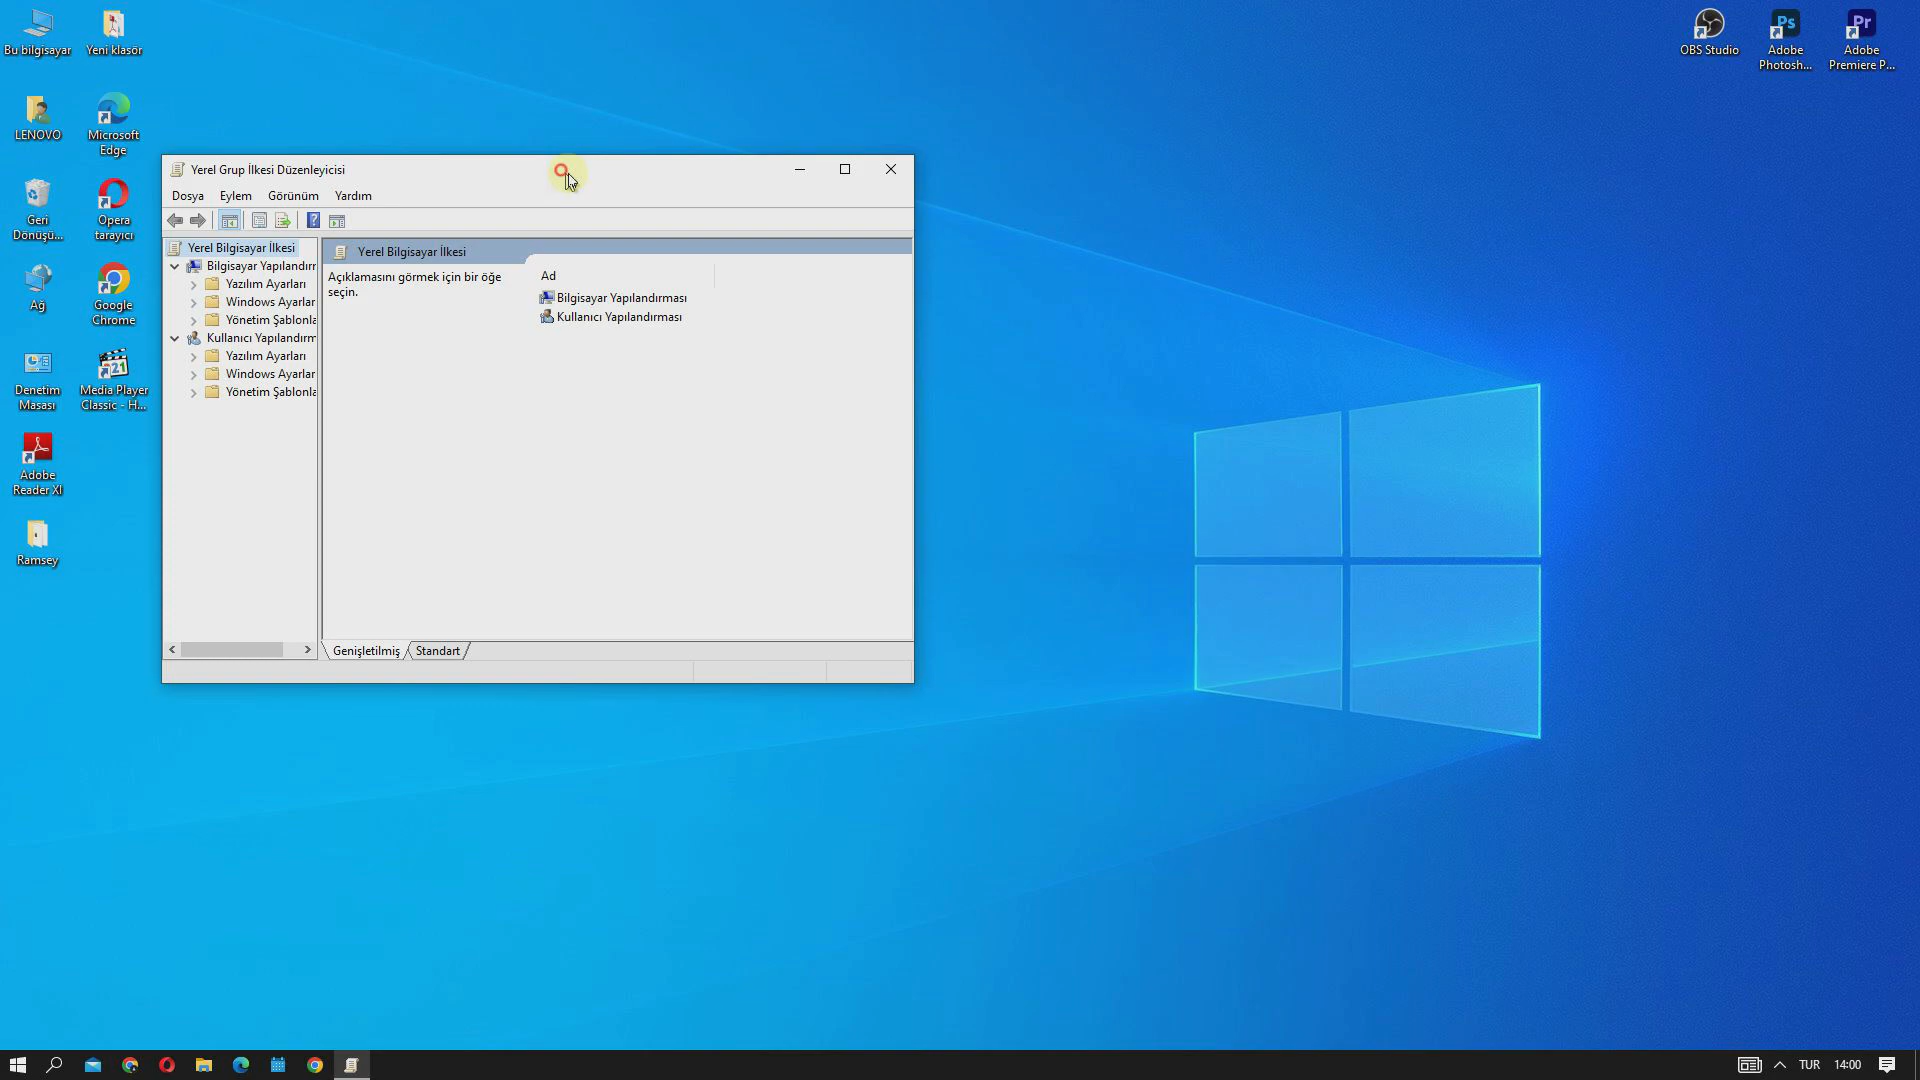 Bu bilgisayar
Yeni klasör
LENOVO
Microsoft
Edge
Geri
Dönüşü...
Opera
tarayıcı
Ağ
Google
Chrome
Denetim
Masası
Media Player
Classic - H...
Adobe
Reader XI
Ramsey
OBS Studio
Adobe
Photosh...
Adobe
Premiere P...
Yerel Grup İlkesi Düzenleyicisi
Dosya Eylem Görünüm Yardım
Yerel Bilgisayar İlkesi
Bilgisayar Yapılandırr
Yazılım Ayarları
Windows Ayarlar
Yönetim Şablonla
Kullanıcı Yapılandırm
Yazılım Ayarları
Windows Ayarlar
Yönetim Şablonla
Yerel Bilgisayar İlkesi
Açıklamasını görmek için bir öğe
seçin.
Ad
Bilgisayar Yapılandırması
Kullanıcı Yapılandırması
Genişletilmiş Standart
TUR 14:00